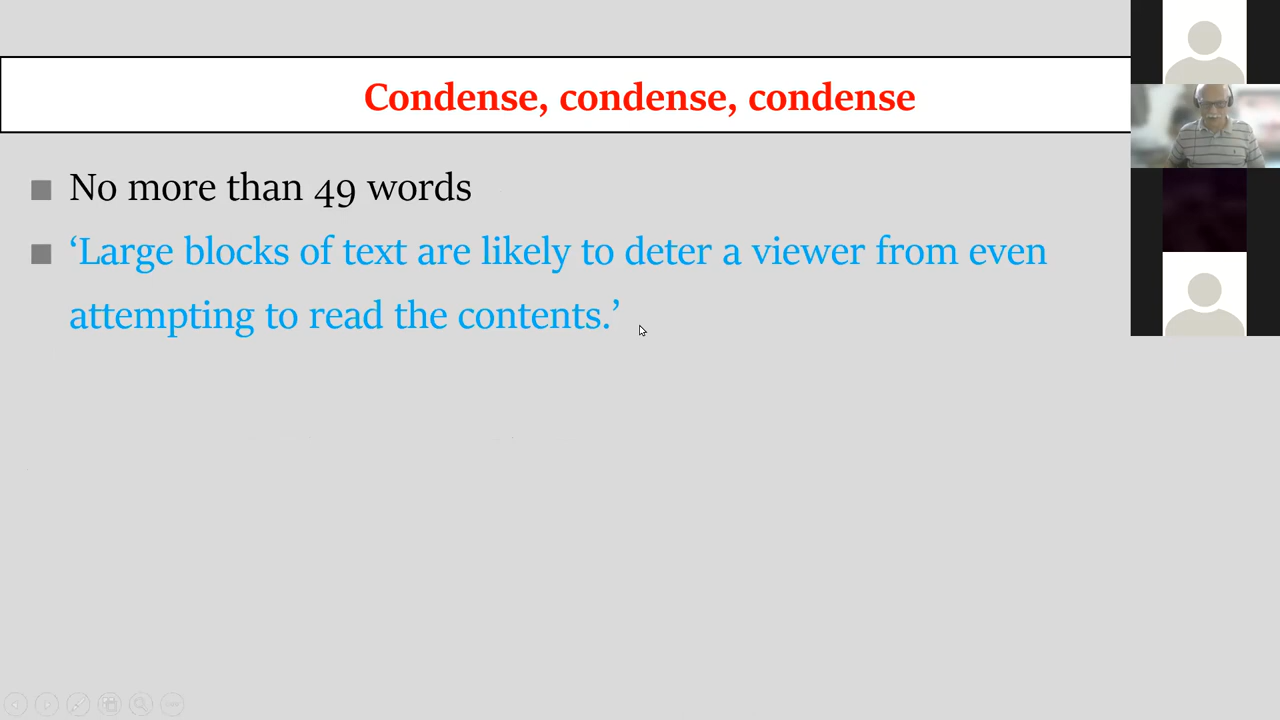 Condense, condense, condense
No more than 49 words
‘Large blocks of text are likely to deter a viewer from even
attempting to read the contents.’